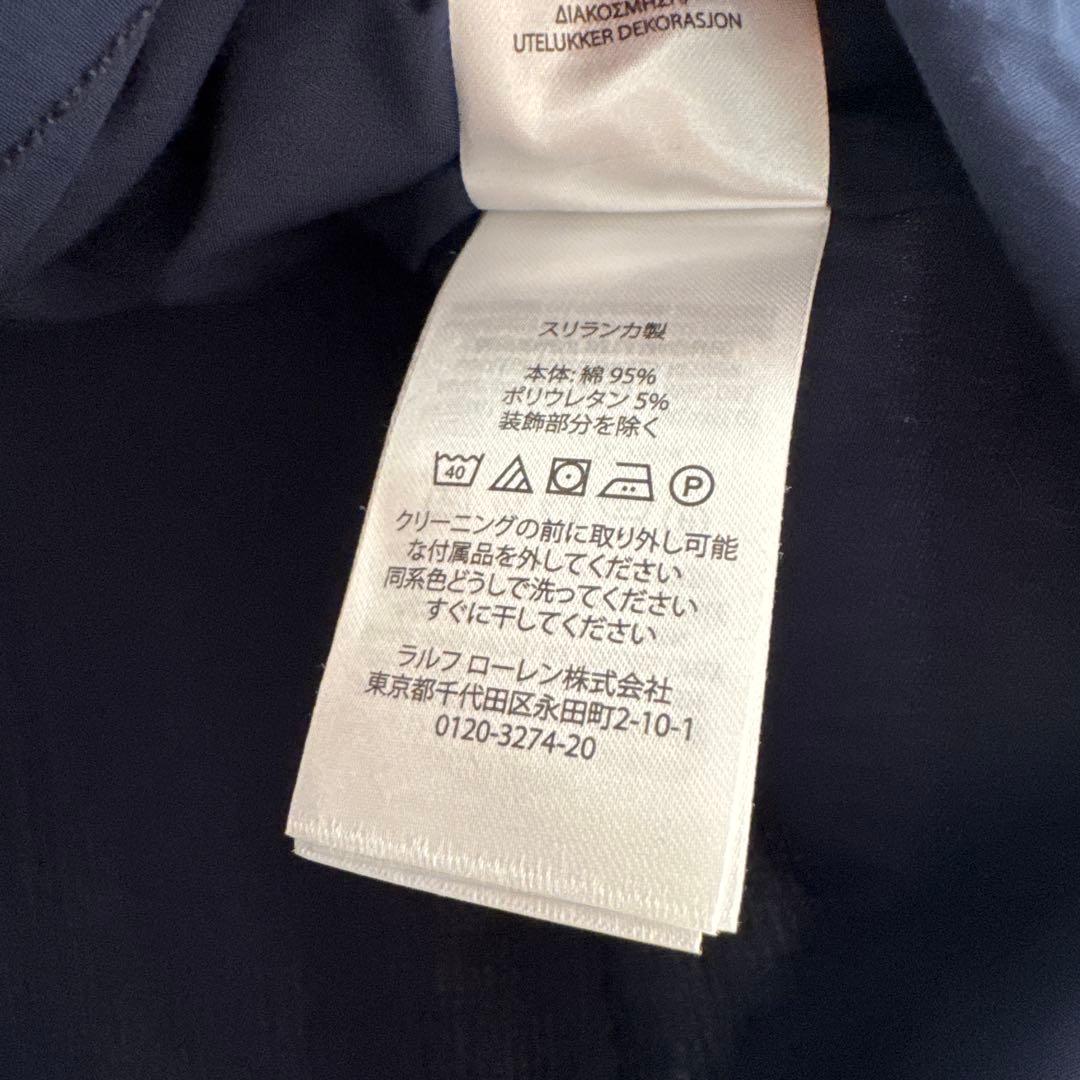 UTELUKKER DEKORASJON
スリランカ製
本体: 綿 95%
ポリウレタン 5%
装飾部分を除く
40
P
クリーニングの前に取り外し可能
な付属品を外してください
同系色どうしで洗ってください
すぐに干してください
ラルフ ローレン株式会社
東京都千代田区永田町2-10-1
0120-3274-20